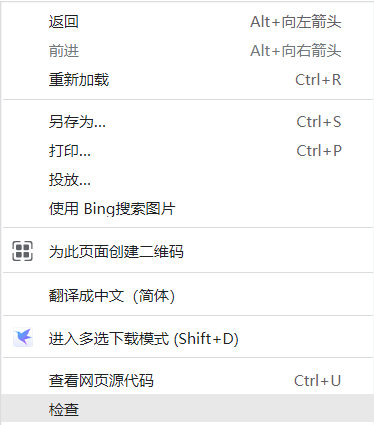 返回 Alt+向左箭头
前进 Alt+向右箭头
重新加载 Ctrl+R
另存为... Ctrl+S
打印... Ctrl+P
投放...
使用 Bing搜索图片
为此页面创建二维码
翻译成中文（简体）
进入多选下载模式 (Shift+D)
查看网页源代码 Ctrl+U
检查